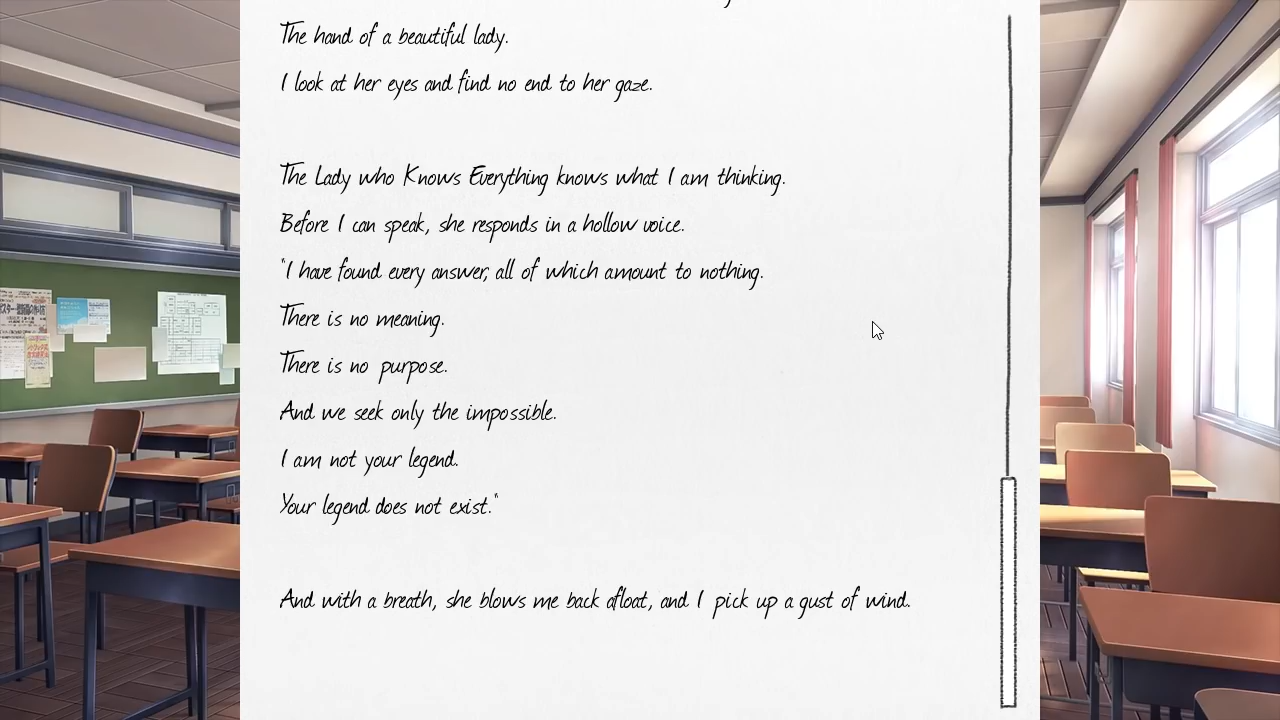 The hand of a beautiful lady.
I look at her eyes and find no end to her gaze.
The Lady who Knows Everything knows what I am thinking.
Before I can speak, she responds in a hollow voice.
"I have found every answer, all of which amount to nothing.
There is no meaning.
There is no purpose.
And we seek only the impossible.
I am not your legend.
Your legend does not exist."
And with a breath, she blows me back afloat, and I pick up a gust of wind.